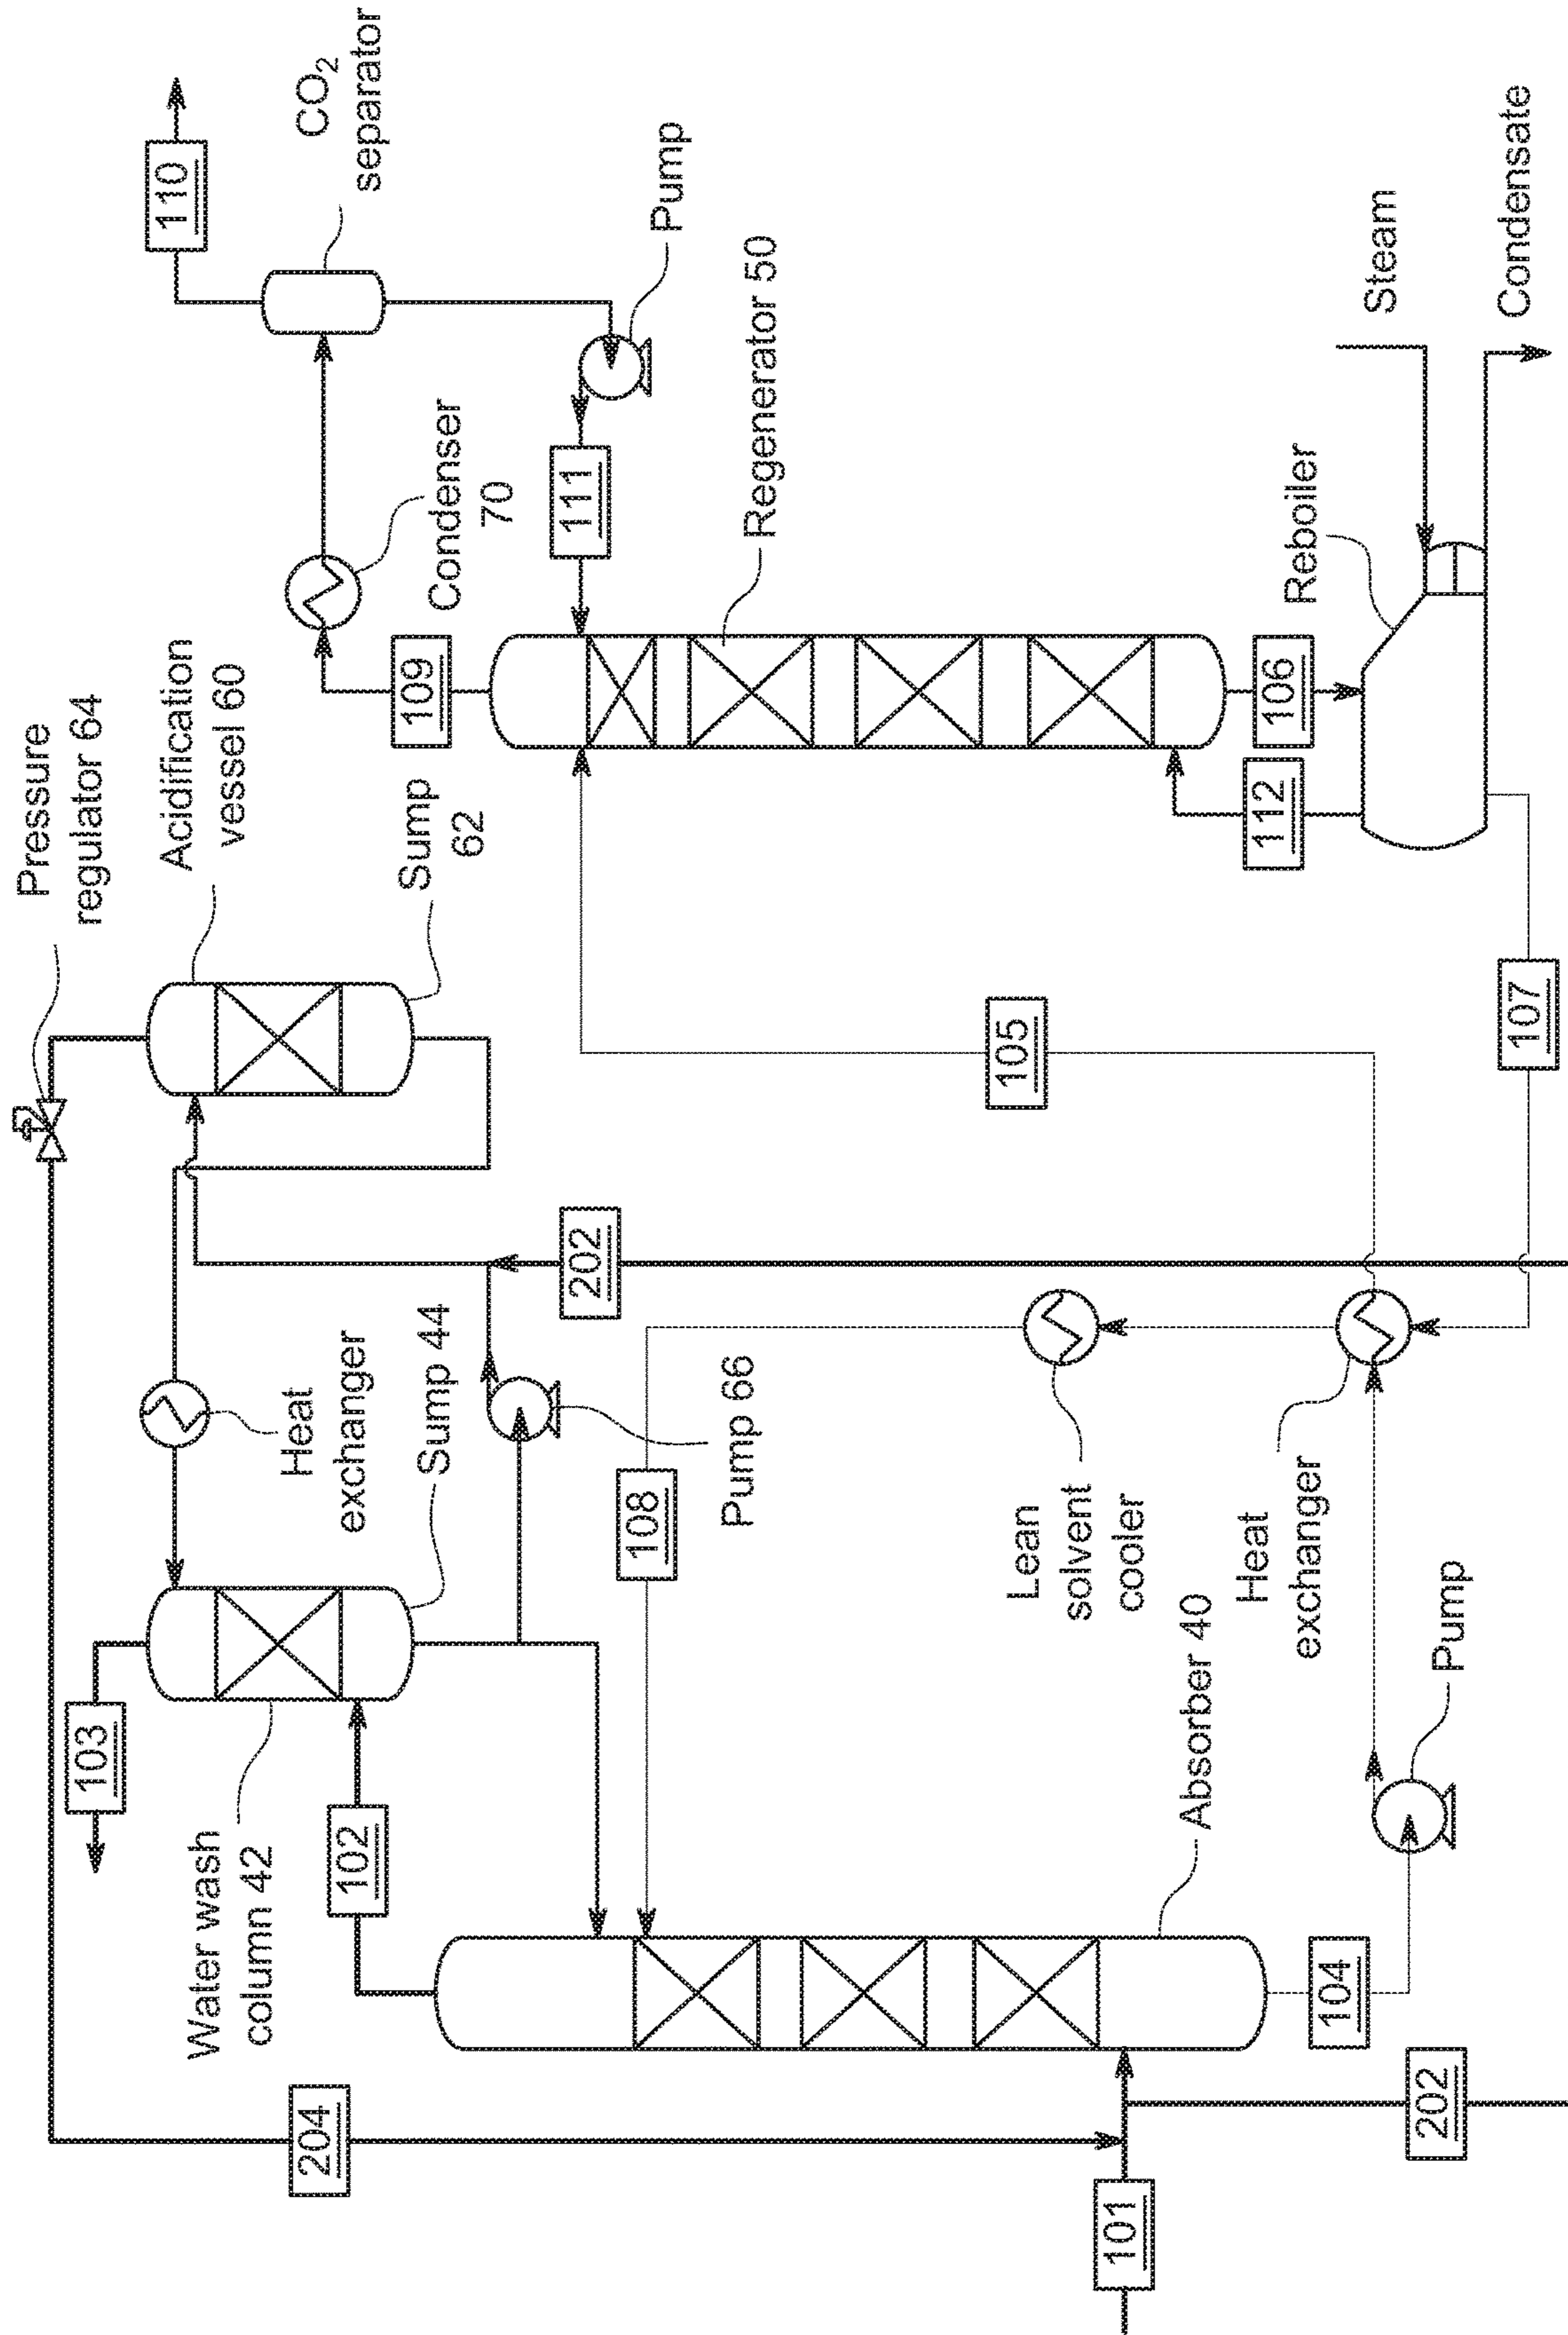 Pressure
regulator 64
Acidification
vessel 60
Sump
62
CO₂
separator
110
Condenser
70
109
Pump
111
Regenerator 50
Reboiler
Steam
Condensate
106
112
107
105
202
Heat
exchanger
Sump 44
Pump 66
108
Lean
solvent
cooler
Heat
exchanger
Pump
103
Water wash
column 42
102
Absorber 40
104
204
101
202